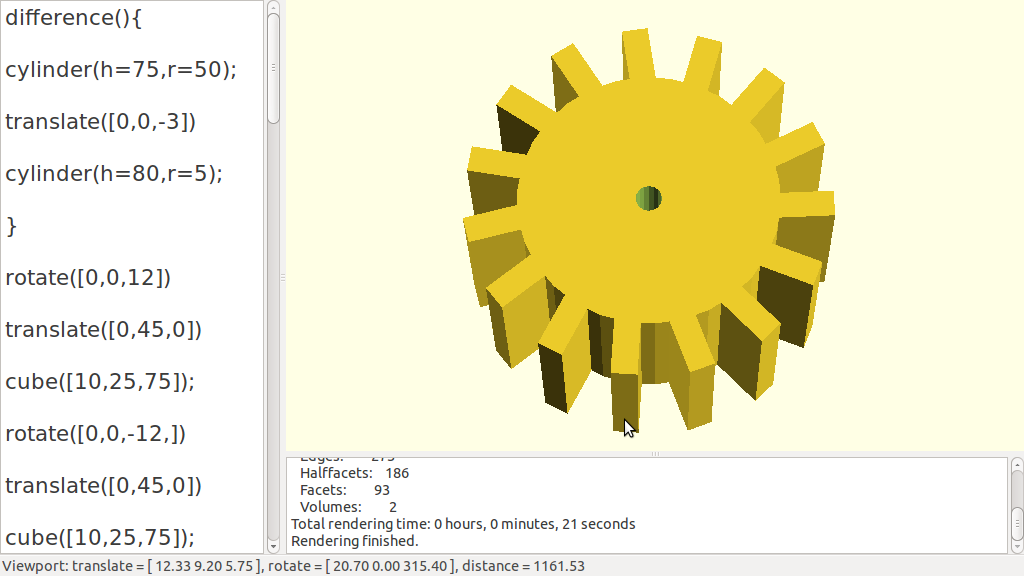 difference(){
cylinder(h=75,r=50);
translate([0,0,-3])
cylinder(h=80,r=5);
}
rotate([0,0,12])
translate([0,45,0])
cube([10,25,75]);
rotate([0,0,-12,])
translate([0,45,0])
cube([10,25,75]);
Halffacets: 186
Facets: 93
Volumes: 2
Total rendering time: 0 hours, 0 minutes, 21 seconds
Rendering finished.
Viewport: translate = [ 12.33 9.20 5.75 ], rotate = [ 20.70 0.00 315.40 ], distance = 1161.53